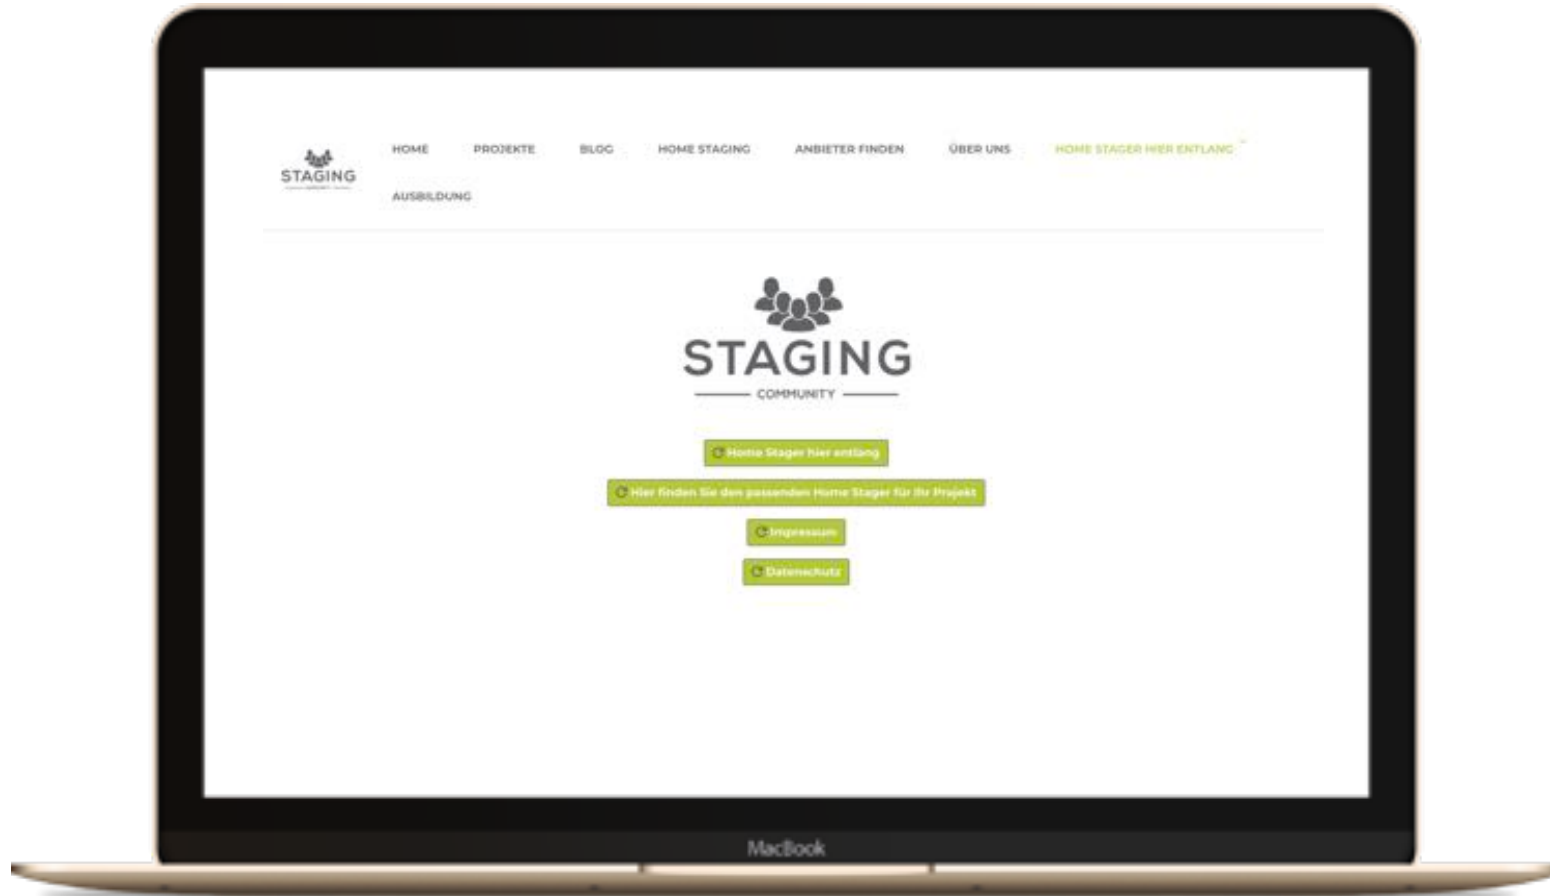 HOME PROJEKTE BLOG HOME STAGING ANBIETER FINDEN ÜBER UNS HOME STAGER HIER ENTLANG
STAGING
AUSBILDUNG
STAGING
COMMUNITY
Home Stager hier entlang
Hier finden Sie den passenden Home Stager für Ihr Projekt
Impressum
Datenschutz
MacBook